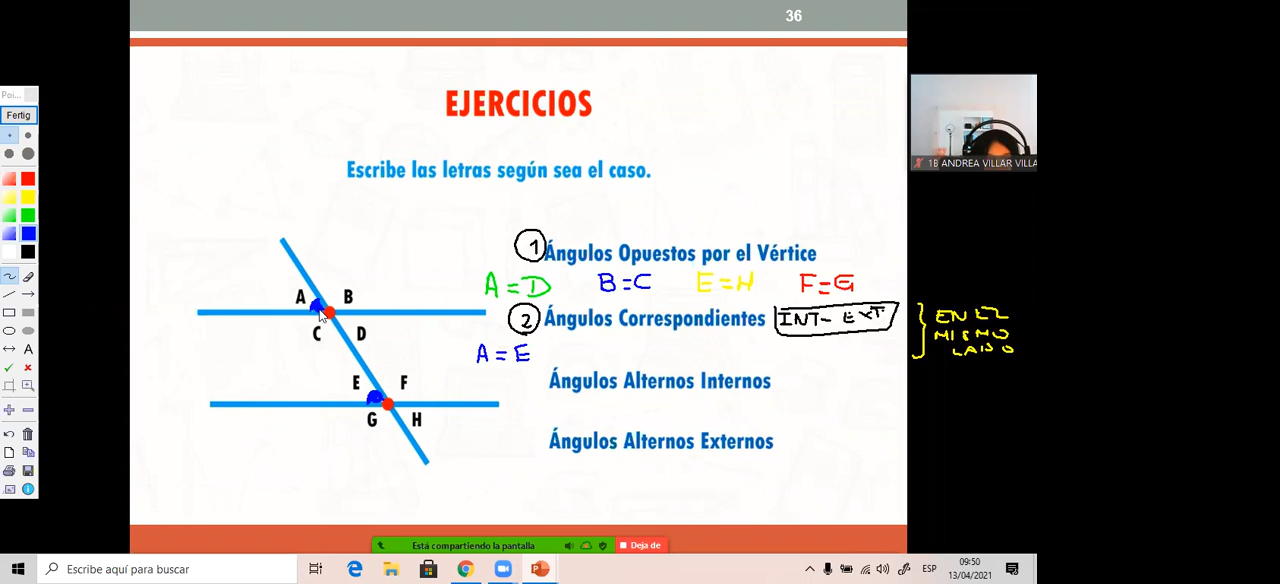 36
Poi...
Fertig
EJERCICIOS
Escribe las letras según sea el caso.
1B ANDREA VILLAR VILLA
1 Ángulos Opuestos por el Vértice
A = D B = C E = H F = G
2 Ángulos Correspondientes INT - EXT
EN EL
MISMO
LADO
A = E
Ángulos Alternos Internos
Ángulos Alternos Externos
A B
C D
E F
G H
A
Está compartiendo la pantalla Deja de
Escribe aquí para buscar
ESP
09:50
13/04/2021